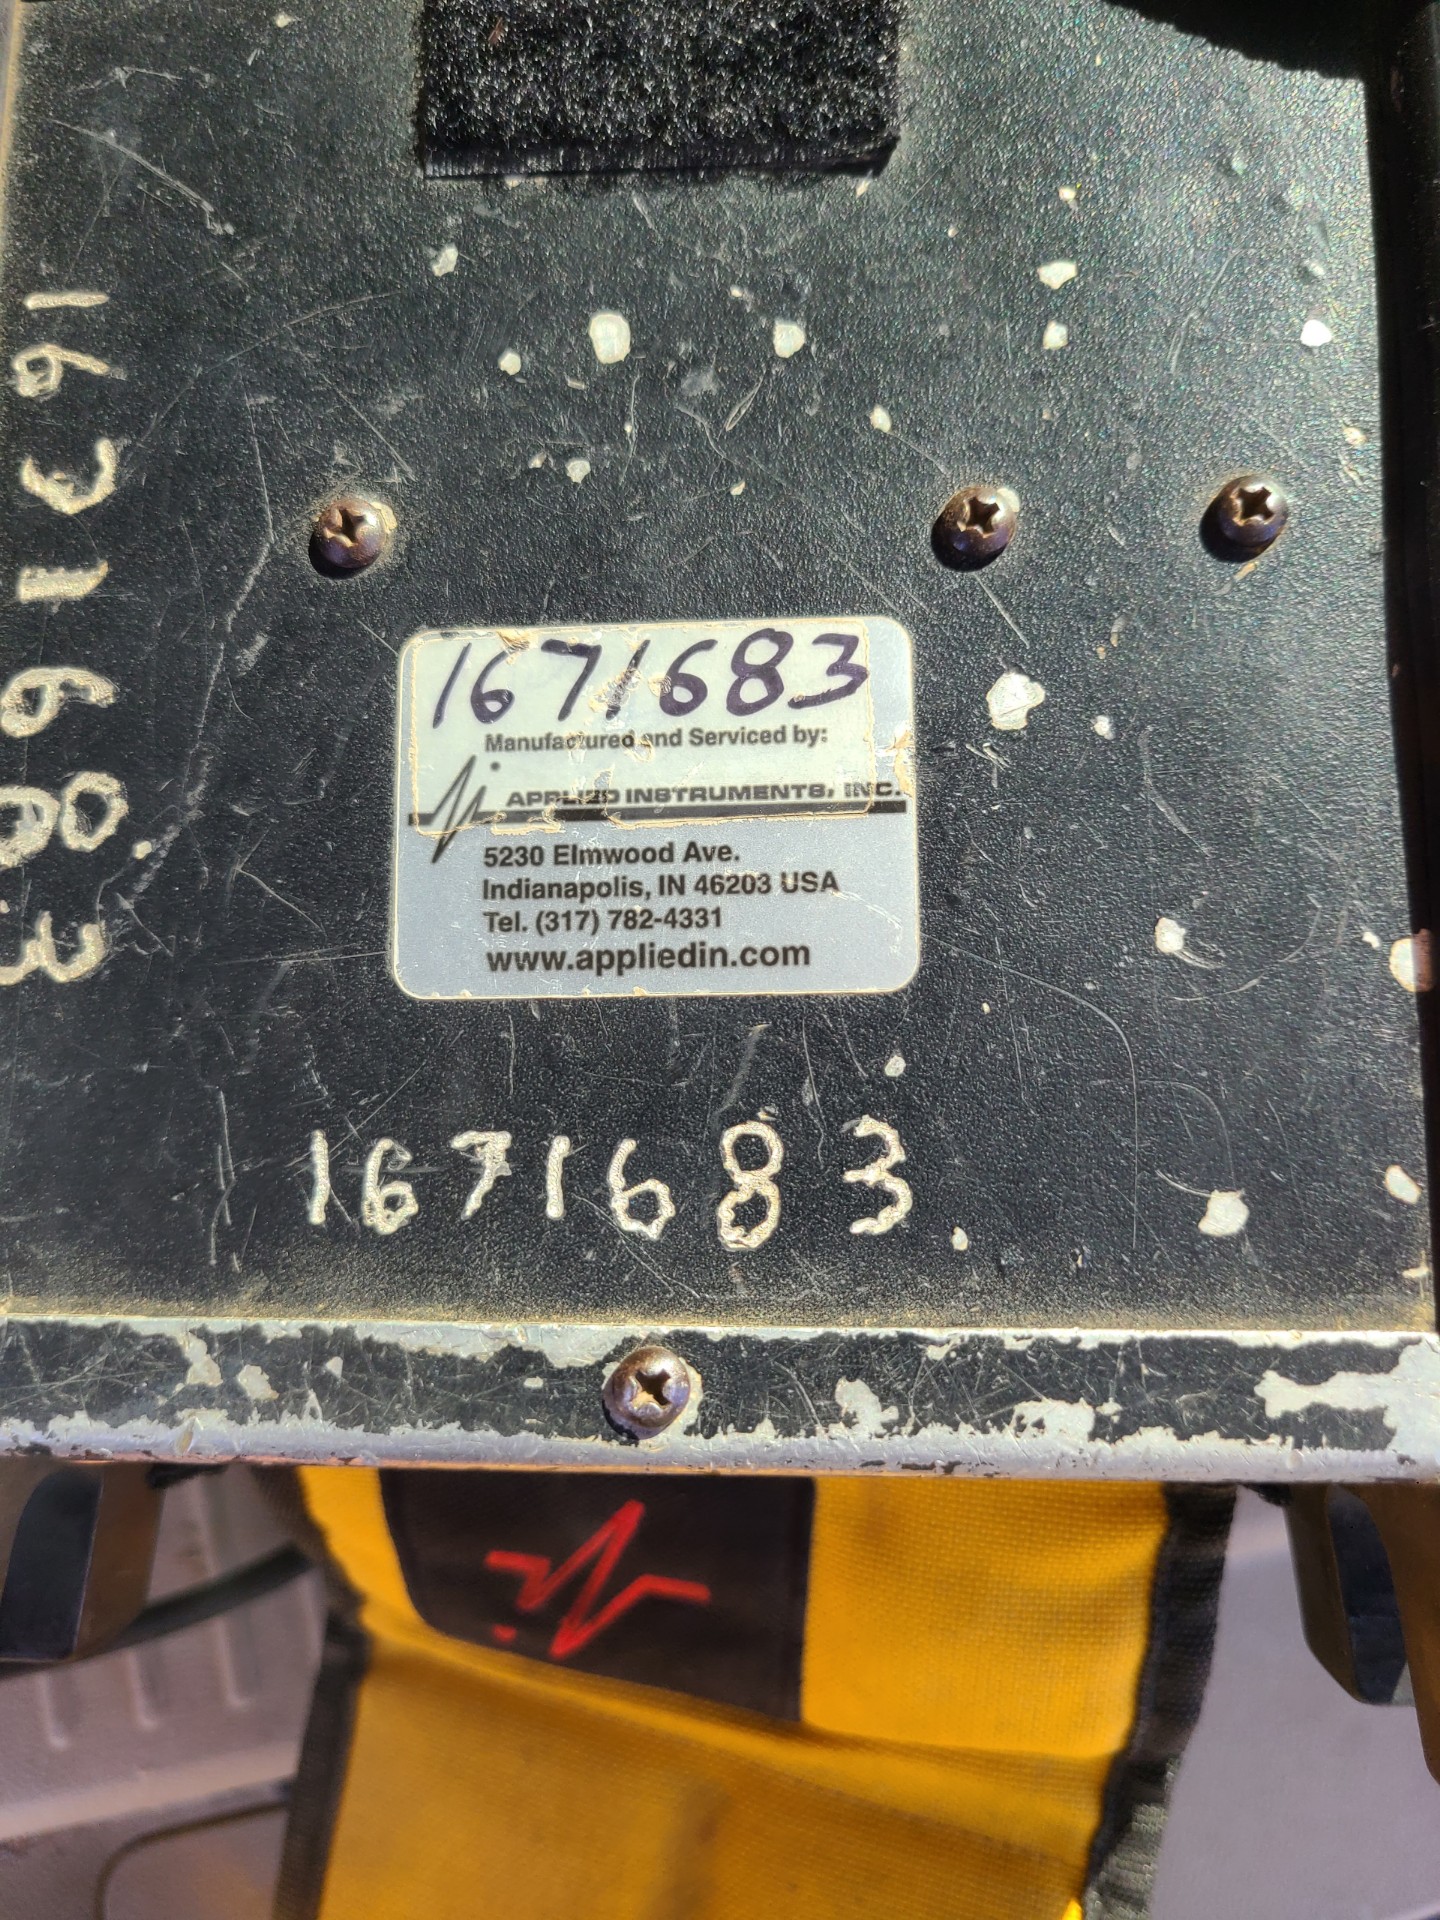 1671683
Manufactured and Serviced by:
APPLIED INSTRUMENTS, INC.
5230 Elmwood Ave.
Indianapolis, IN 46203 USA
Tel. (317) 782-4331
www.appliedin.com
1671683